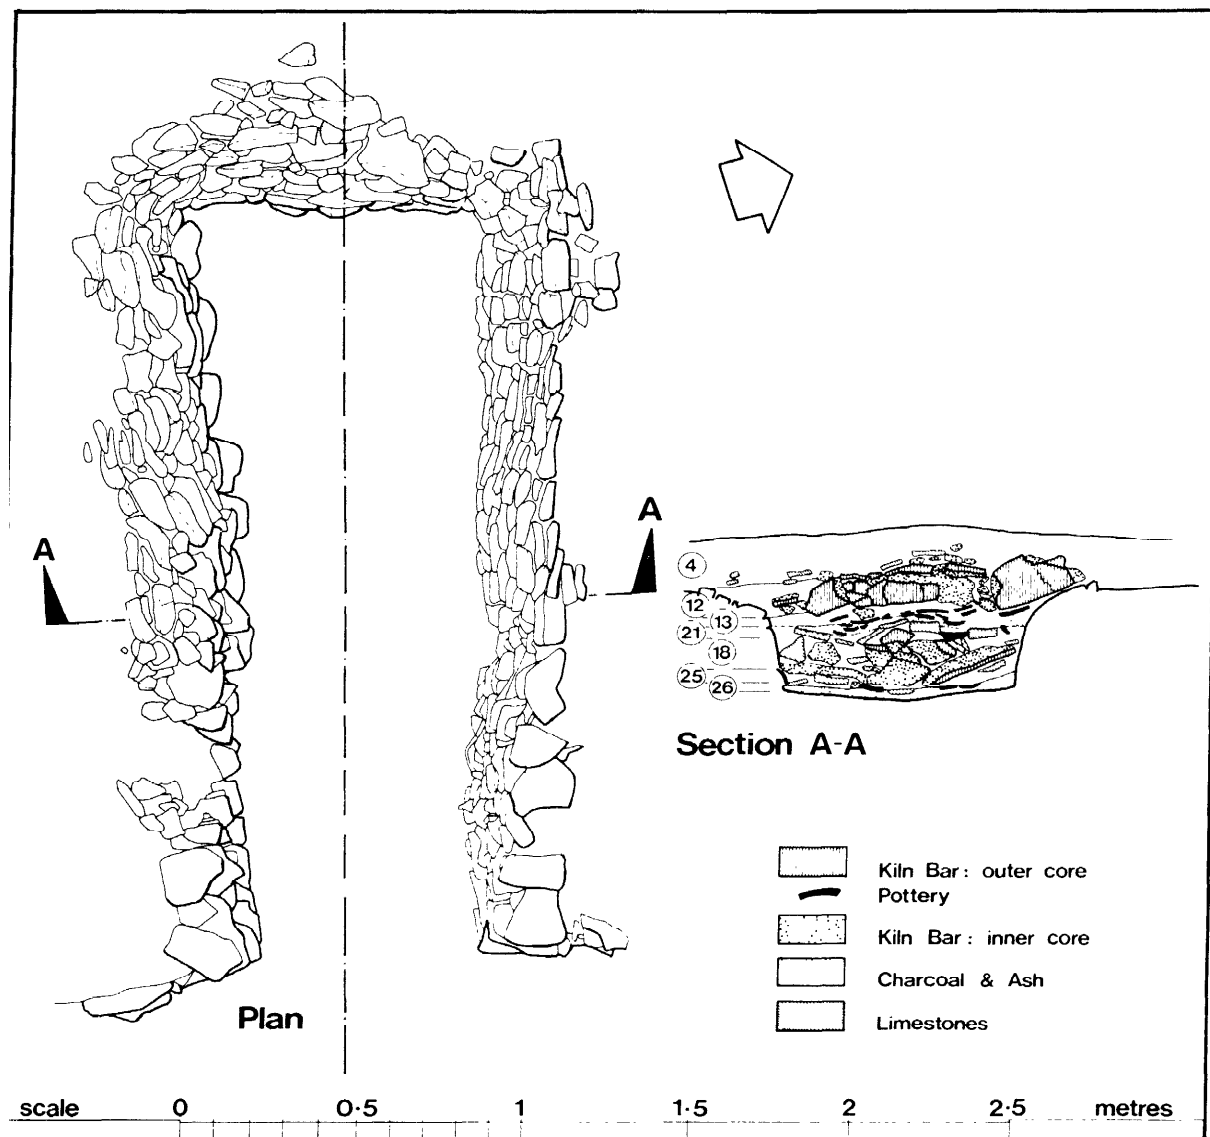 A
A
4
12
13
21
18
25
26
Section A-A
Kiln Bar: outer core
Pottery
Kiln Bar: inner core
Charcoal & Ash
Limestones
Plan
scale 0 0·5 1 1·5 2 2·5 metres